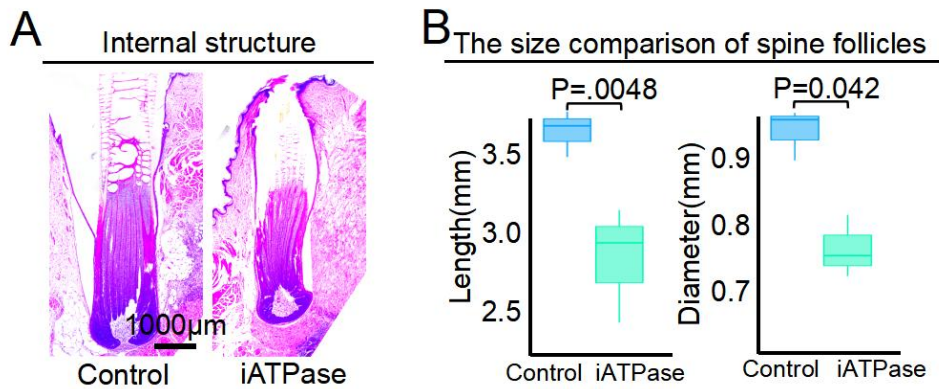 A
Internal structure
1000μm
Control
iATPase
B
The size comparison of spine follicles
P=.0048
Length(mm)
3.5
3.0
2.5
Control
iATPase
P=0.042
Diameter(mm)
0.9
0.8
0.7
Control
iATPase